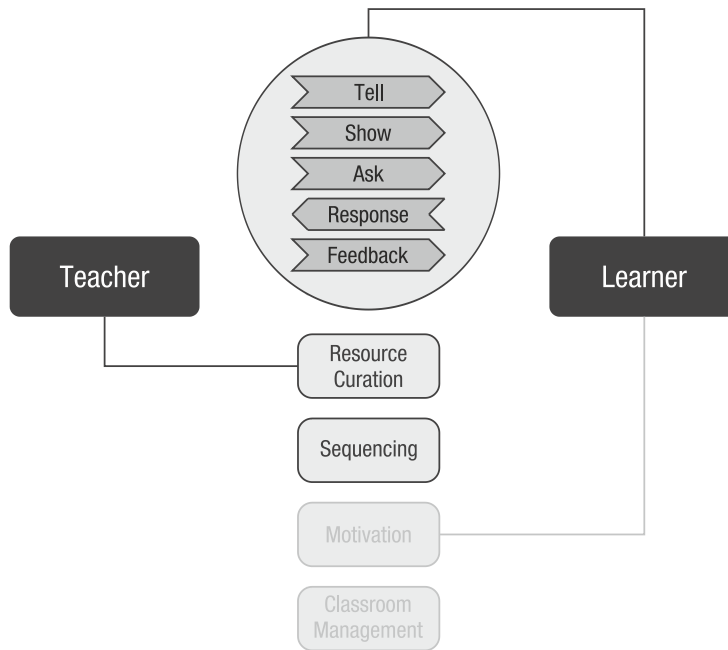 Tell
Show
Ask
Response
Feedback
Teacher
Learner
Resource
Curation
Sequencing
Motivation
Classroom
Management